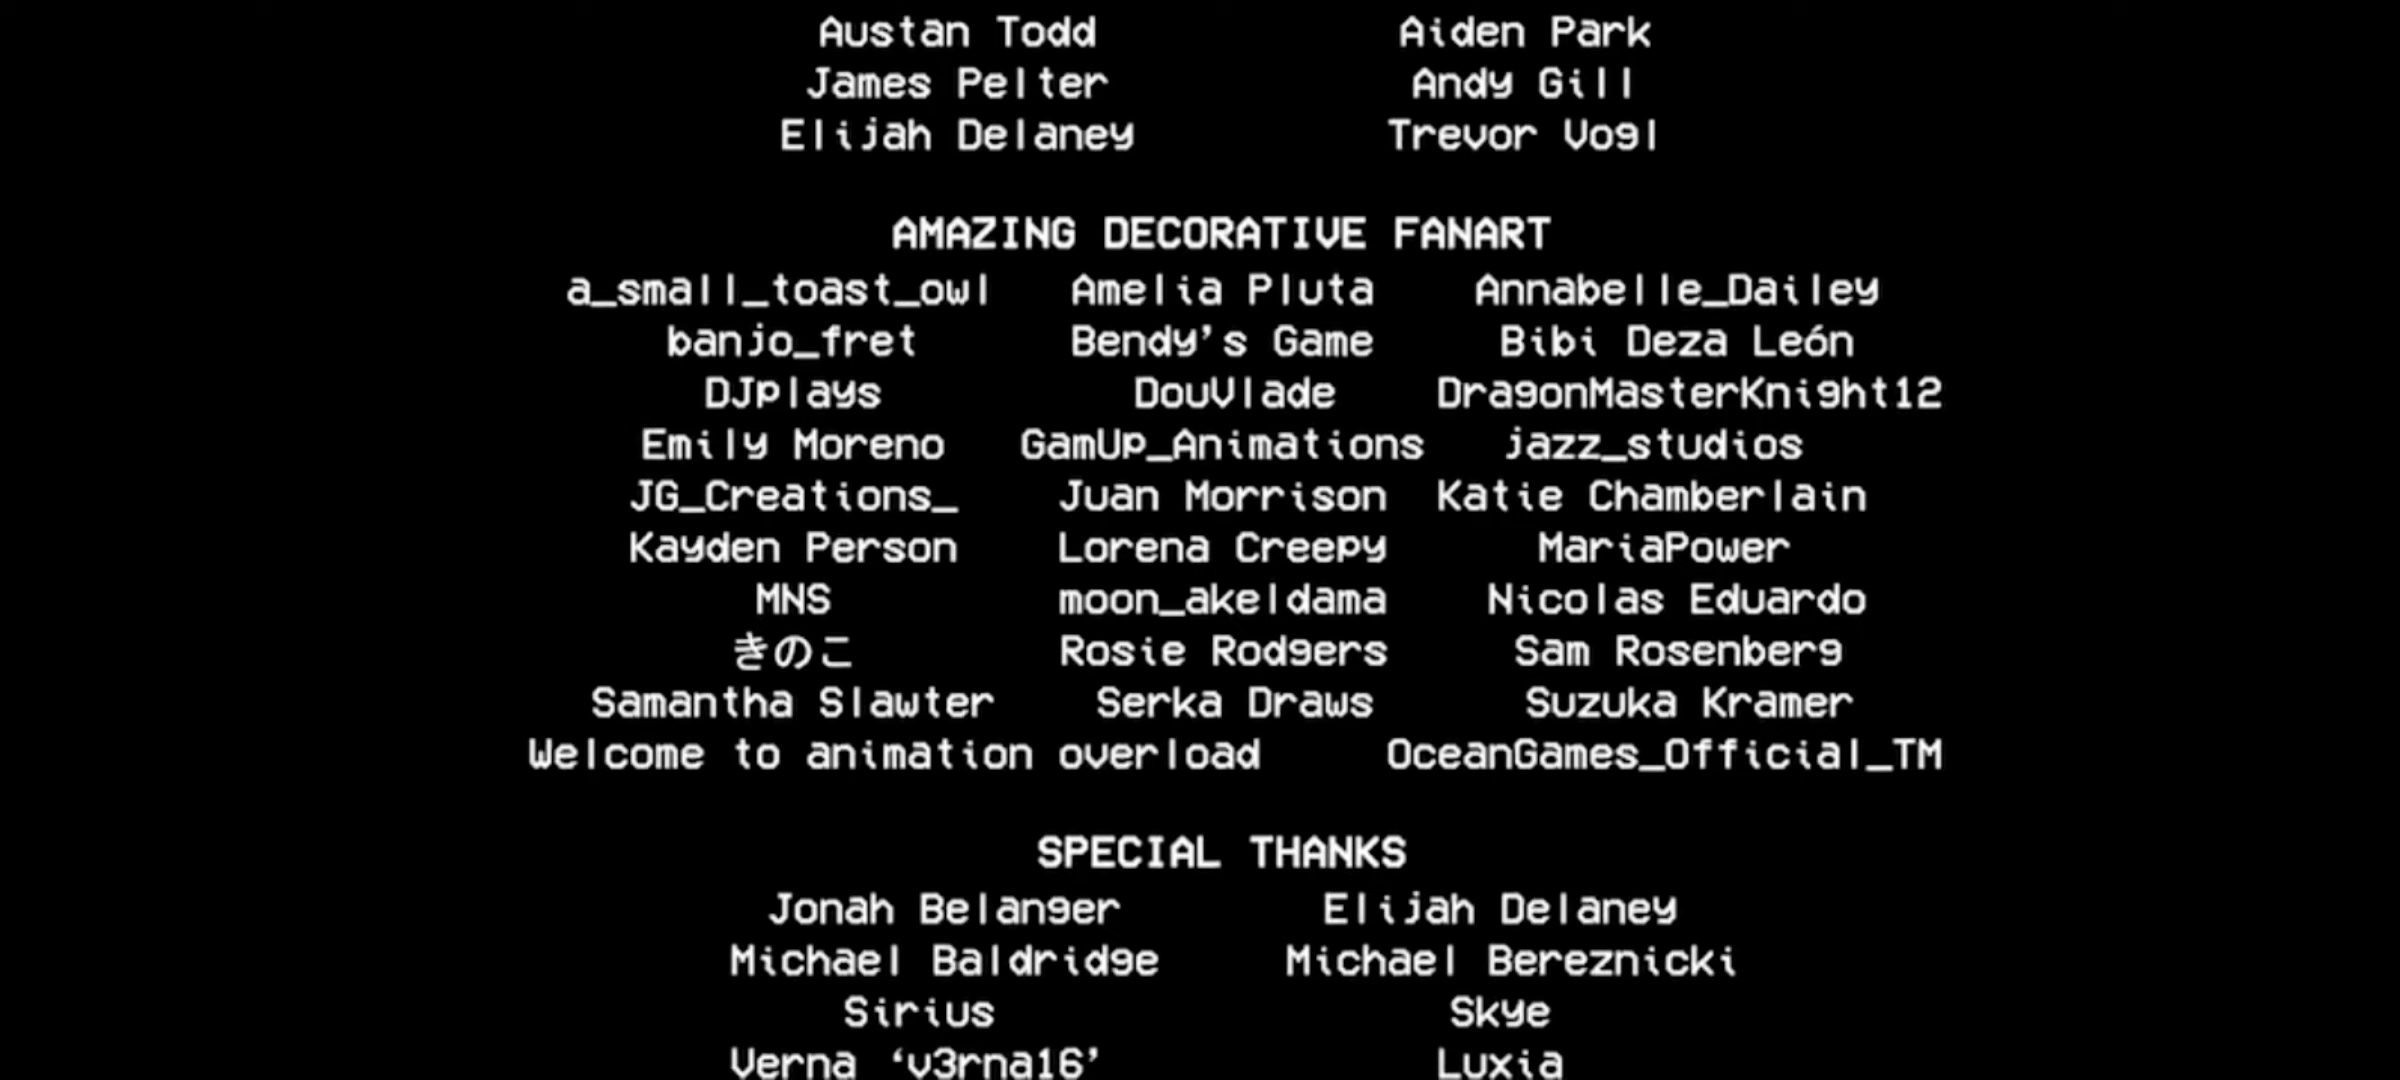 Austan Todd Aiden Park
James Pelter Andy Gill
Elijah Delaney Trevor Vogl
AMAZING DECORATIVE FANART
a_small_toast_owl Amelia Pluta Annabelle_Dailey
banjo_fret Bendy’s Game Bibi Deza León
DJplays DouVlade DragonMasterKnight12
Emily Moreno GamUp_Animations jazz_studios
JG_Creations_ Juan Morrison Katie Chamberlain
Kayden Person Lorena Creepy MariaPower
MNS moon_akeldama Nicolas Eduardo
きのこ Rosie Rodgers Sam Rosenberg
Samantha Slawter Serka Draws Suzuka Kramer
Welcome to animation overload OceanGames_Official_TM
SPECIAL THANKS
Jonah Belanger Elijah Delaney
Michael Baldridge Michael Bereznicki
Sirius Skye
Verna ‘v3rna16’ Luxia